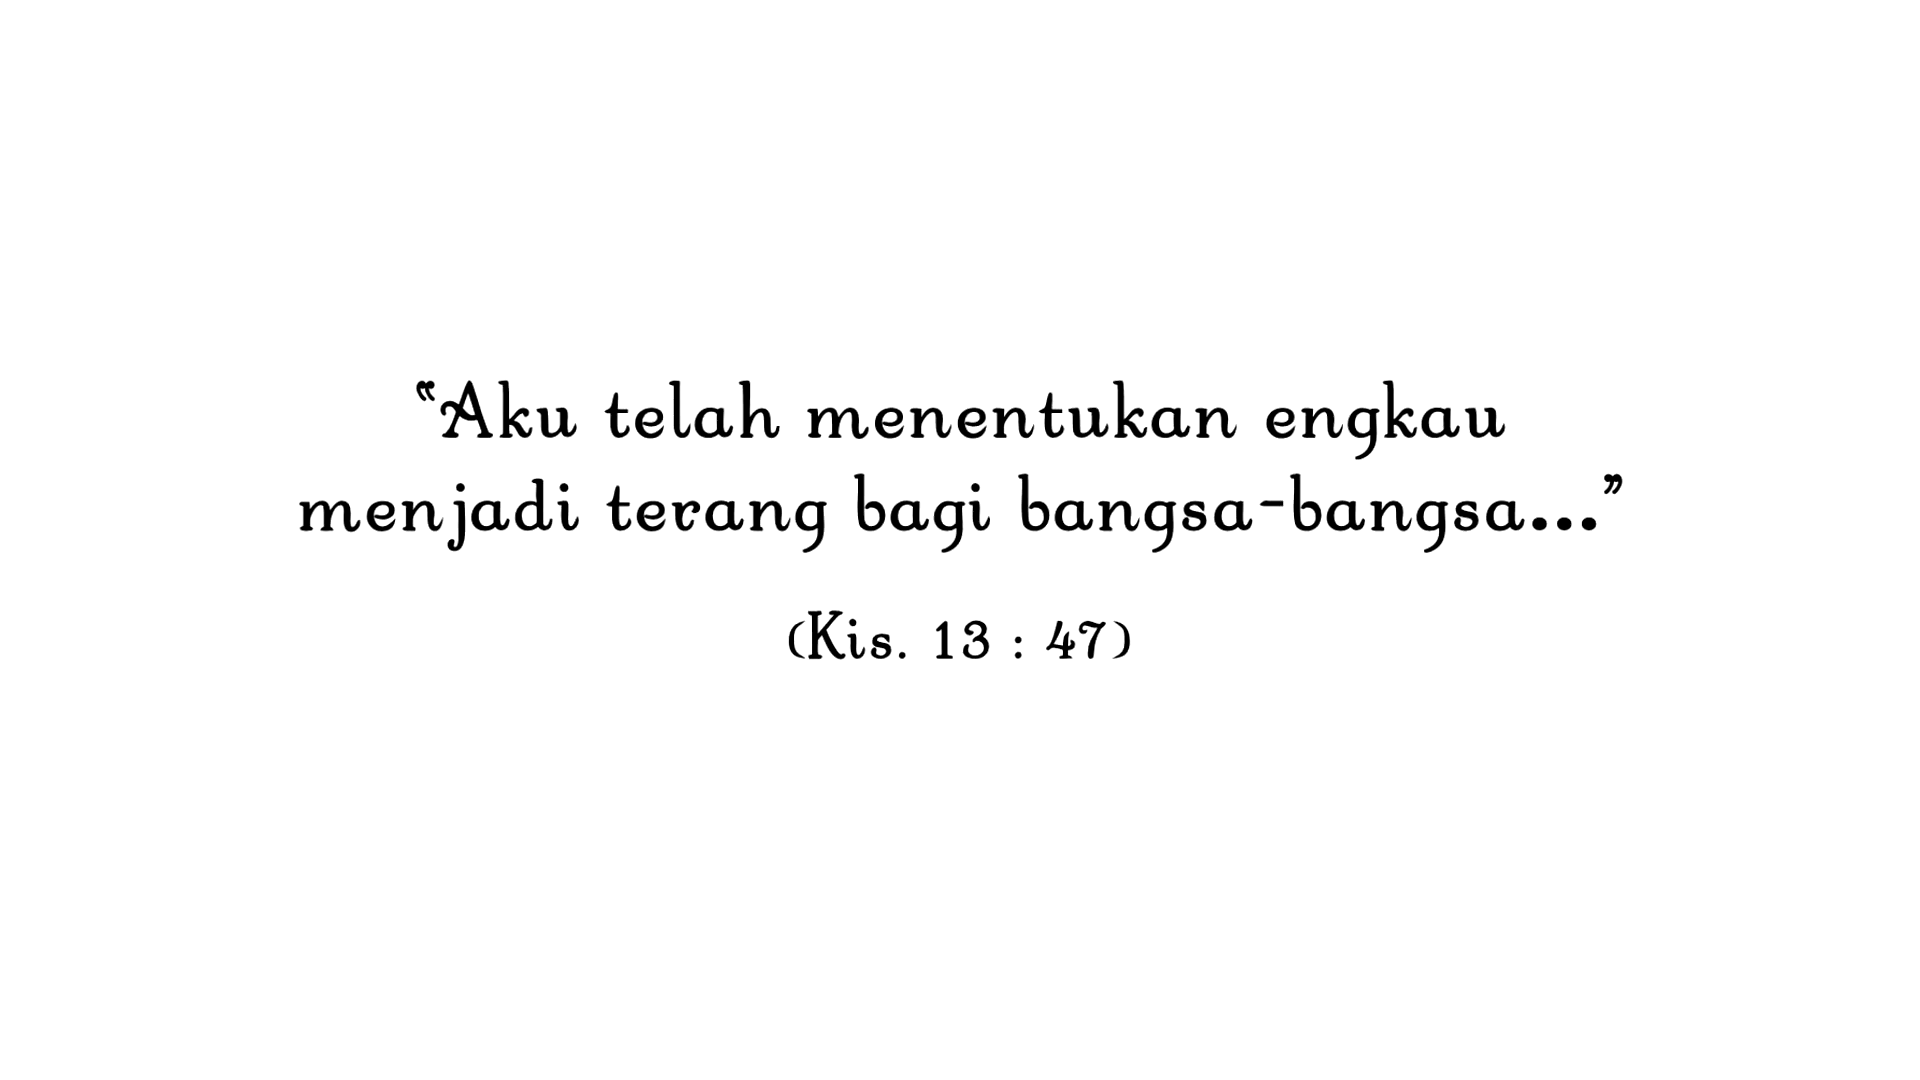 “Aku telah menentukan engkau
menjadi terang bagi bangsa-bangsa...”
(Kis. 13 : 47)